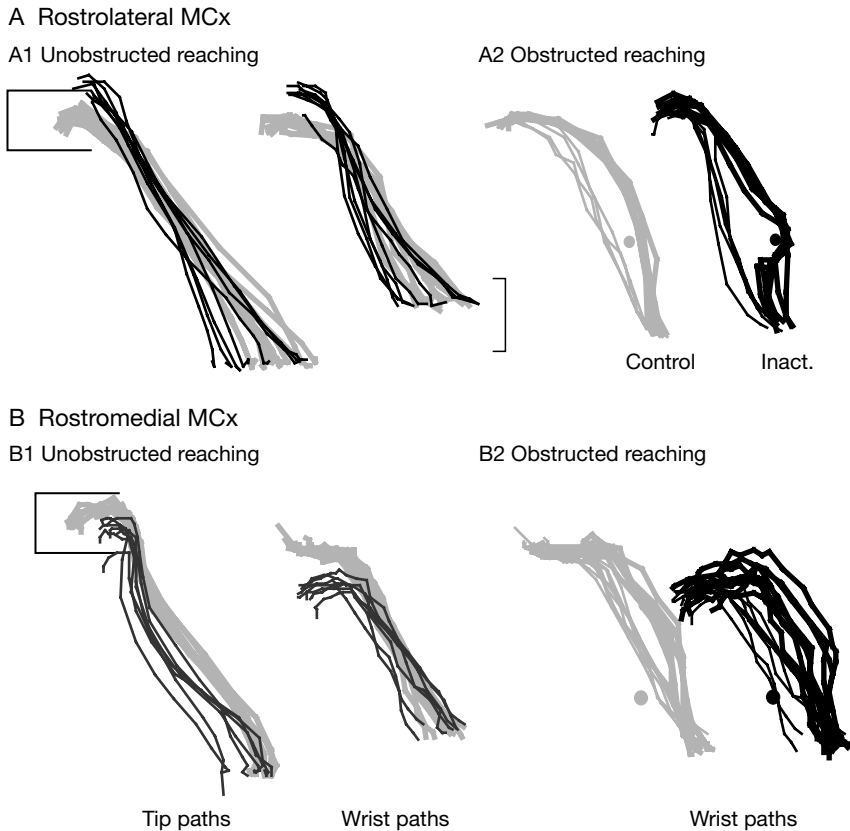 A Rostrolateral MCx
A1 Unobstructed reaching
A2 Obstructed reaching
Control
Inact.
B Rostromedial MCx
B1 Unobstructed reaching
B2 Obstructed reaching
Tip paths
Wrist paths
Wrist paths